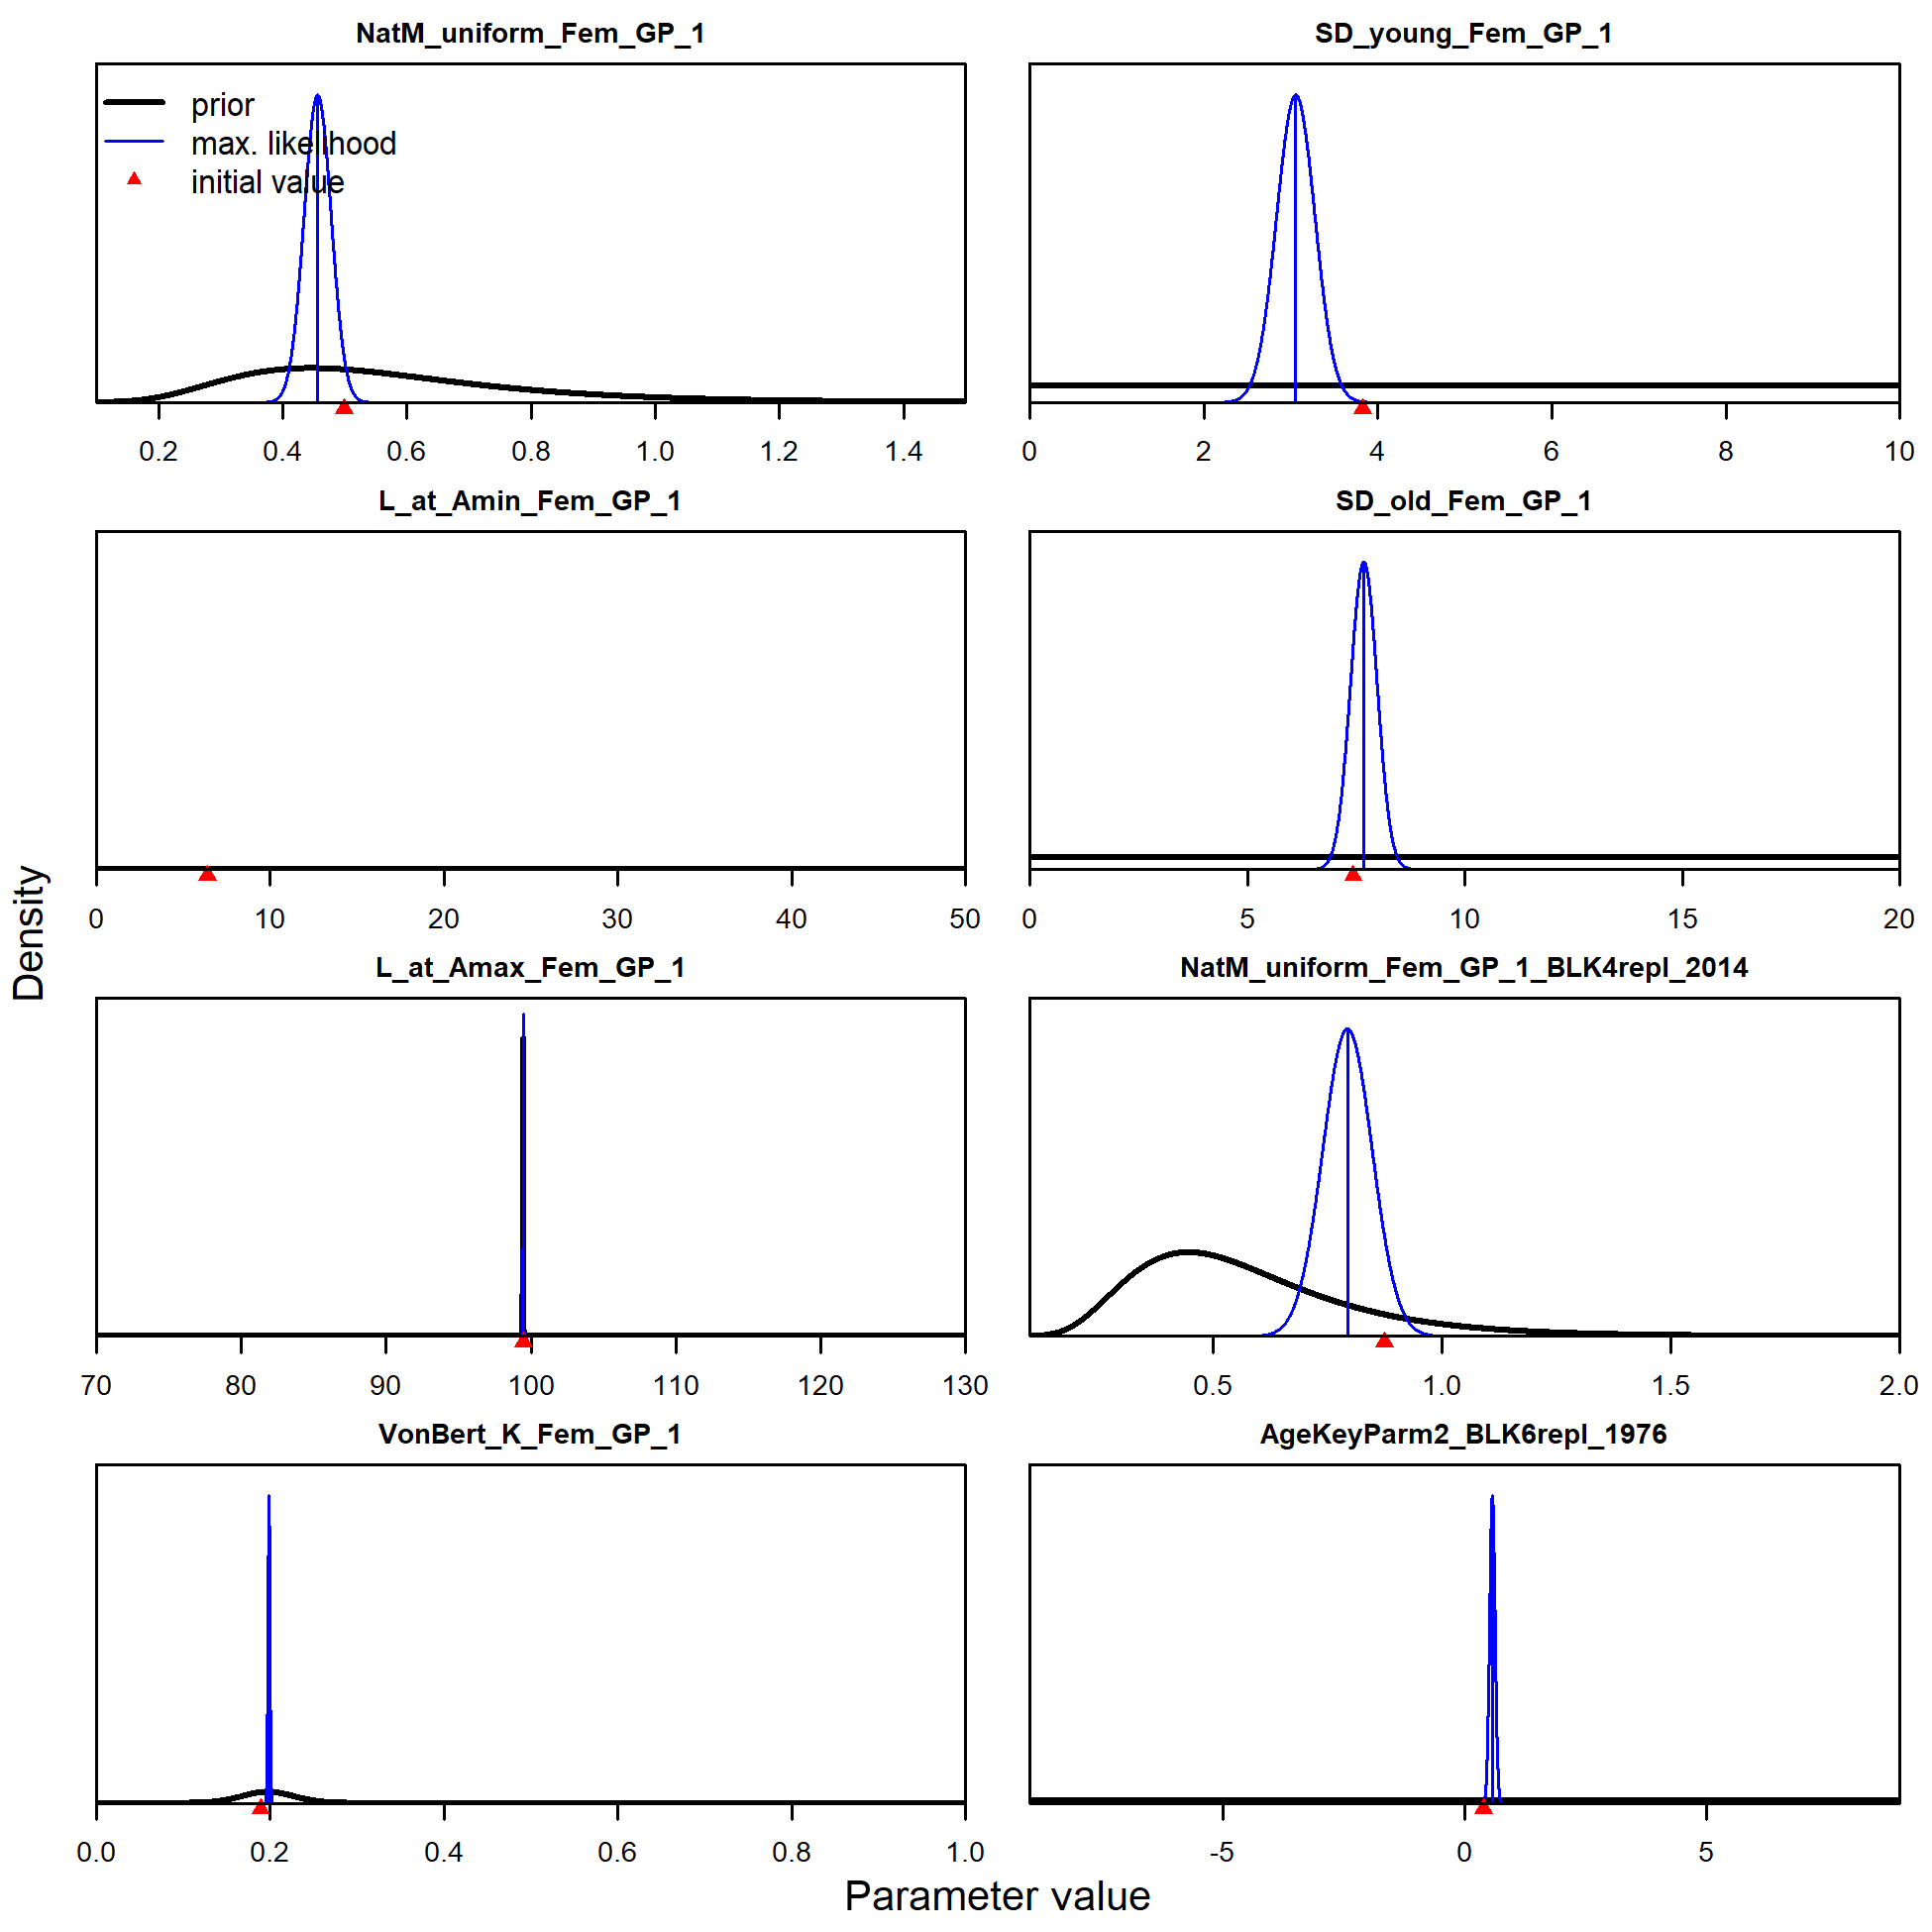 NatM_uniform_Fem_GP_1
prior
max. likelihood
initial value
0.2 0.4 0.6 0.8 1.0 1.2 1.4
SD_young_Fem_GP_1
0 2 4 6 8 10
L_at_Amin_Fem_GP_1
0 10 20 30 40 50
SD_old_Fem_GP_1
0 5 10 15 20
L_at_Amax_Fem_GP_1
70 80 90 100 110 120 130
NatM_uniform_Fem_GP_1_BLK4repl_2014
0.5 1.0 1.5 2.0
VonBert_K_Fem_GP_1
0.0 0.2 0.4 0.6 0.8 1.0
AgeKeyParm2_BLK6repl_1976
-5 0 5
Density
Parameter value